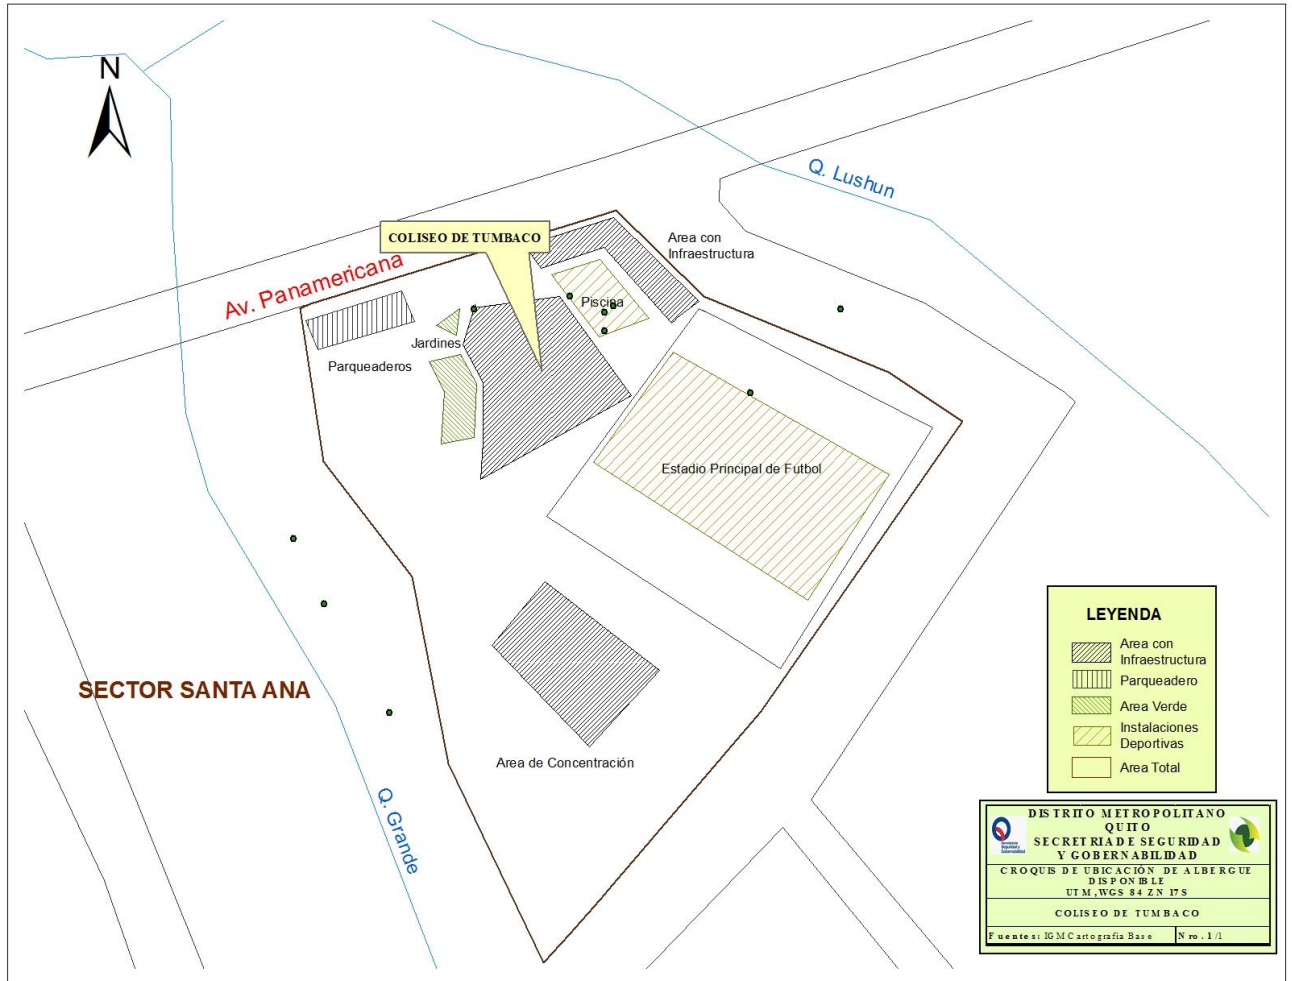 N
Q. Lushun
COLISEO DE TUMBACO
Area con
Infraestructura
Av. Panamericana
Piscina
Jardines
Parqueaderos
Estadio Principal de Futbol
SECTOR SANTA ANA
Area de Concentración
Q. Grande
LEYENDA
Area con
Infraestructura
Parqueadero
Area Verde
Instalaciones
Deportivas
Area Total
DISTRITO METROPOLITANO
QUITO
SECRETRIA DE SEGURIDAD
Y GOBERNABILIDAD
CROQUIS DE UBICACIÓN DE ALBERGUE
DISPONIBLE
UTM ,WGS 84 ZN 17S
COLISEO DE TUMBACO
Fuentes: IGM Cartografia Base
Nro. 1/1